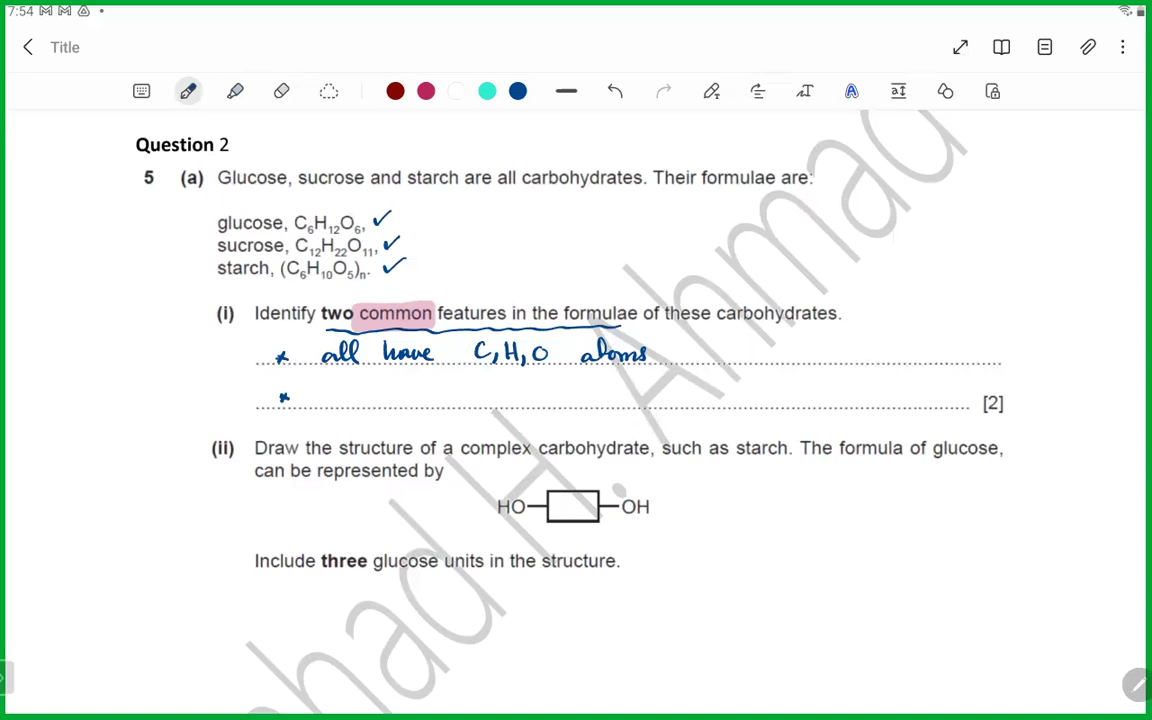 7:54
Title
Question 2
5 (a) Glucose, sucrose and starch are all carbohydrates. Their formulae are:
glucose, C₆H₁₂O₆,
sucrose, C₁₂H₂₂O₁₁,
starch, (C₆H₁₀O₅)ₙ.
(i) Identify two common features in the formulae of these carbohydrates.
* all have C, H, O atoms
* [2]
(ii) Draw the structure of a complex carbohydrate, such as starch. The formula of glucose,
can be represented by
HO OH
Include three glucose units in the structure.
had H. Ahmad